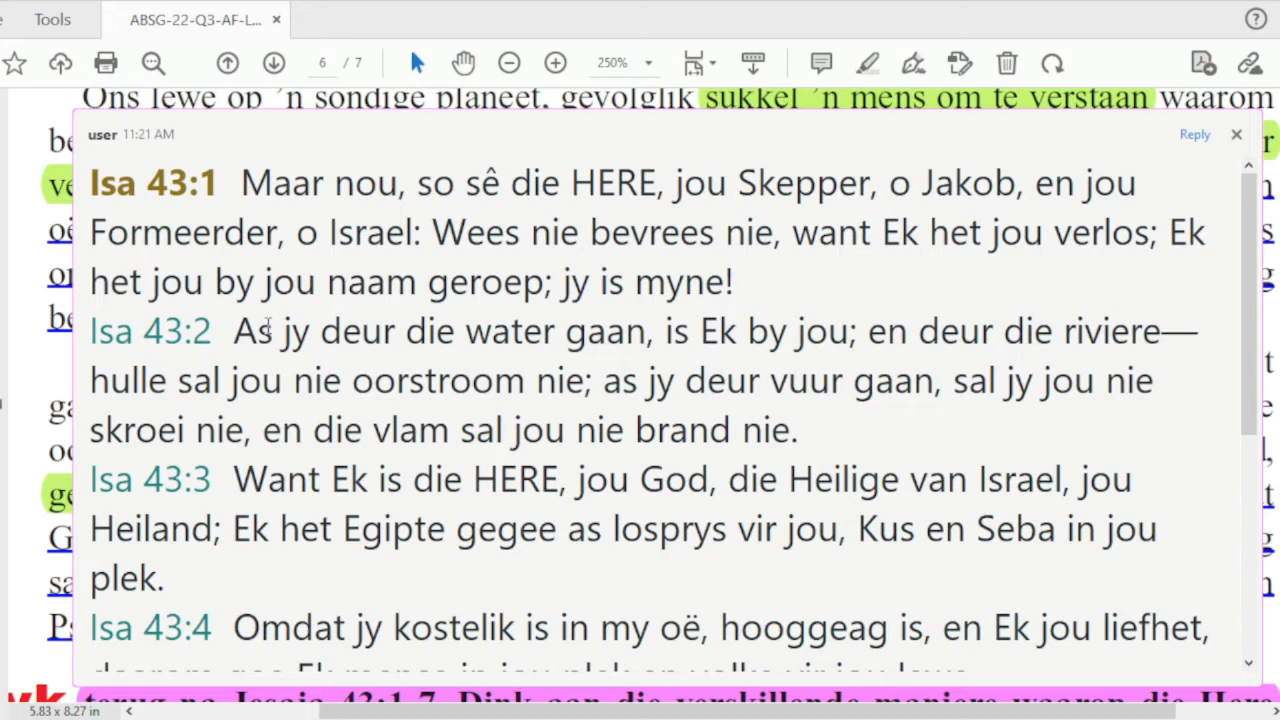 Tools
ABSG-22-Q3-AF-L... ×
6 / 7
250%
Ons lewe op 'n sondige planeet, gevolglik sukkel 'n mens om te verstaan waarom
user 11:21 AM
Reply
Isa 43:1 Maar nou, so sê die HERE, jou Skepper, o Jakob, en jou
Formeerder, o Israel: Wees nie bevrees nie, want Ek het jou verlos; Ek
het jou by jou naam geroep; jy is myne!
Isa 43:2 As jy deur die water gaan, is Ek by jou; en deur die riviere—
hulle sal jou nie oorstroom nie; as jy deur vuur gaan, sal jy jou nie
skroei nie, en die vlam sal jou nie brand nie.
Isa 43:3 Want Ek is die HERE, jou God, die Heilige van Israel, jou
Heiland; Ek het Egipte gegee as losprys vir jou, Kus en Seba in jou
plek.
Isa 43:4 Omdat jy kostelik is in my oë, hooggeag is, en Ek jou liefhet,
terug na Jesaja 43:1-7. Dink aan die verskillende maniere waarop die Here
5.83 x 8.27 in